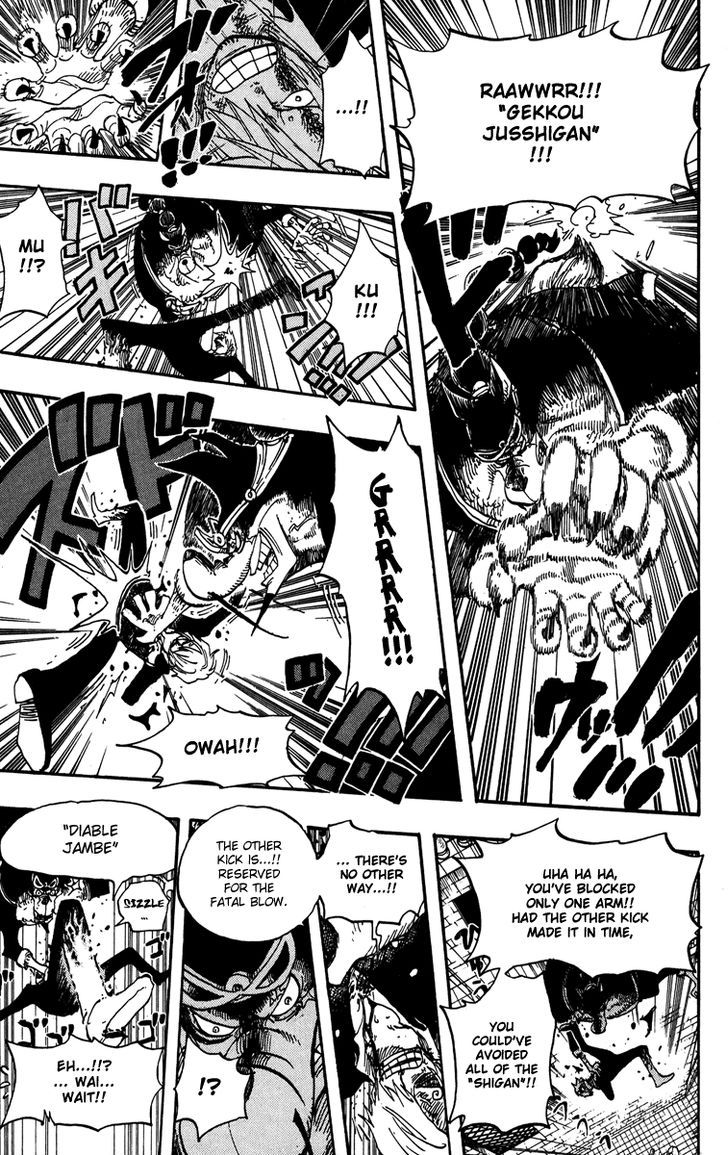 RAAWWRR!!!
"GEKKOU
JUSSHIGAN"
!!!
...!!
KU
!!!
MU
!!?
GRRRR!!!
OWAH!!!
UHA HA HA,
YOU'VE BLOCKED
ONLY ONE ARM!!
HAD THE OTHER KICK
MADE IT IN TIME,
YOU
COULD'VE
AVOIDED
ALL OF THE
"SHIGAN"!!
... THERE'S
NO OTHER
WAY...!!
THE OTHER
KICK IS...!!
RESERVED
FOR THE
FATAL BLOW.
!?
"DIABLE
JAMBE"
SIZZLE
...
EH...!!?
... WAI...
WAIT!!